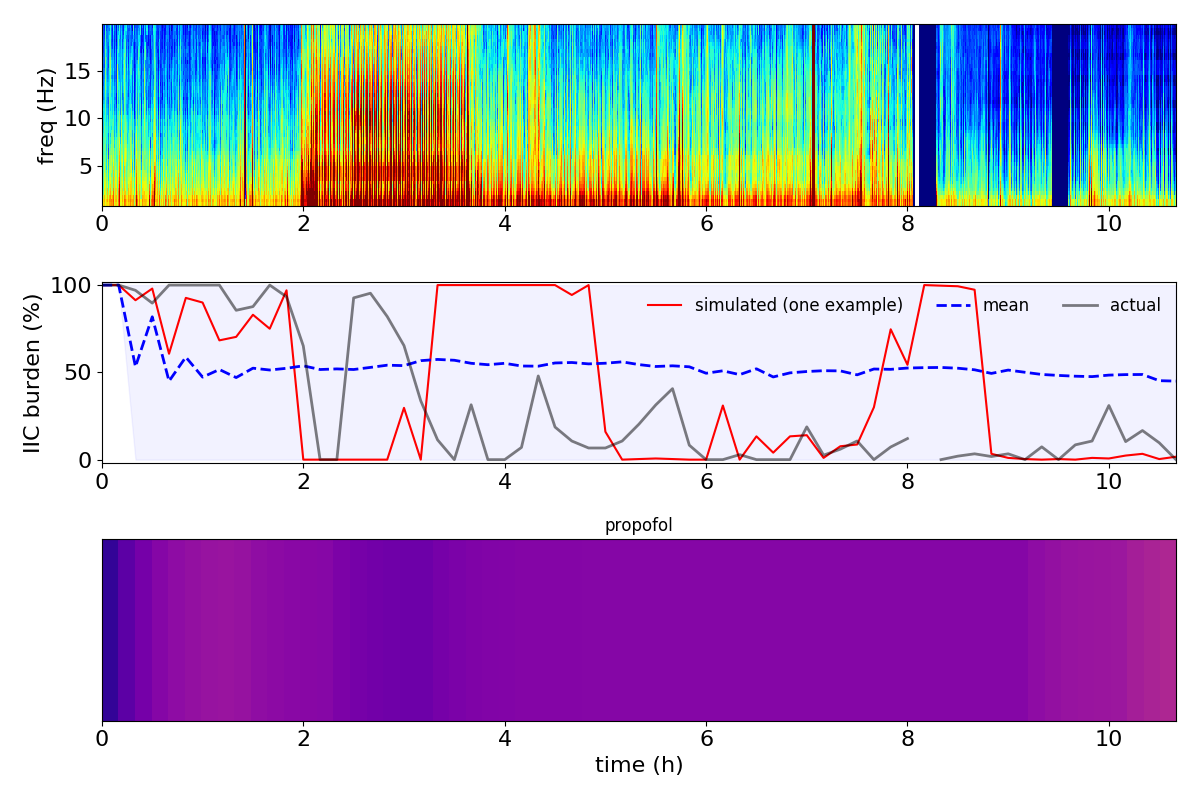 freq (Hz)
15
10
5
0 2 4 6 8 10
IIC burden (%)
100
50
0
simulated (one example) mean actual
0 2 4 6 8 10
propofol
0 2 4 6 8 10
time (h)